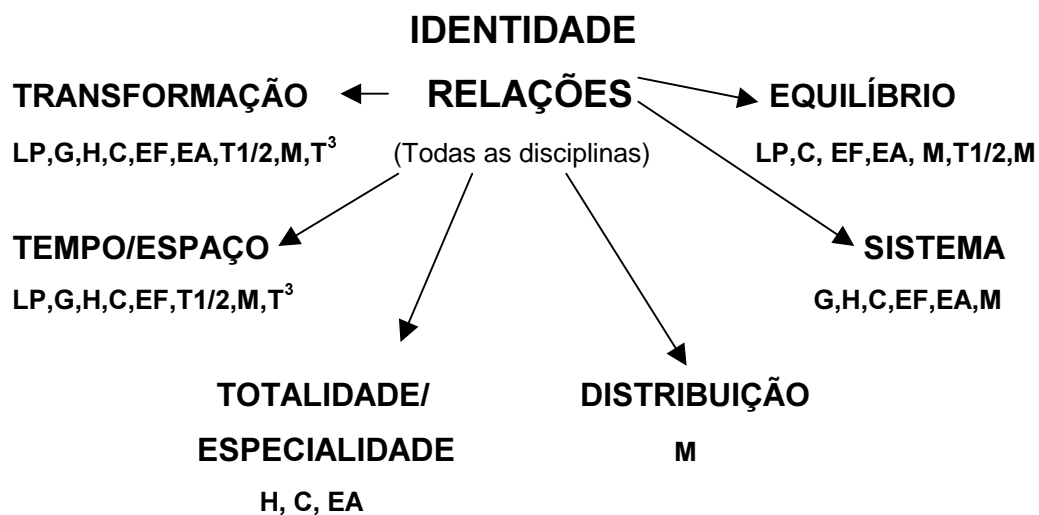 IDENTIDADE
TRANSFORMAÇÃO RELAÇÕES EQUILÍBRIO
LP,G,H,C,EF,EA,T1/2,M,T³ (Todas as disciplinas) LP,C, EF,EA, M,T1/2,M
TEMPO/ESPAÇO SISTEMA
LP,G,H,C,EF,T1/2,M,T³ G,H,C,EF,EA,M
TOTALIDADE/ DISTRIBUIÇÃO
ESPECIALIDADE M
H, C, EA